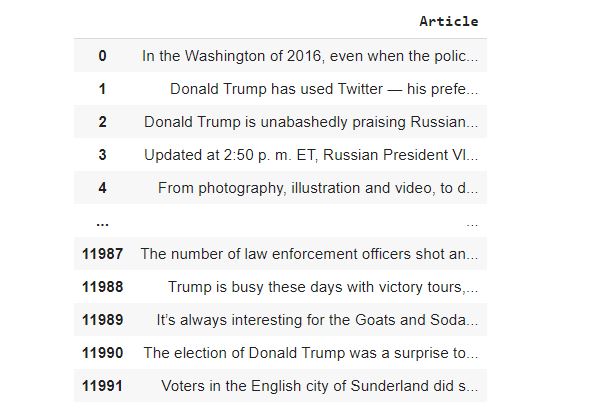 Article
0 In the Washington of 2016, even when the polic...
1 Donald Trump has used Twitter — his prefe...
2 Donald Trump is unabashedly praising Russian...
3 Updated at 2:50 p. m. ET, Russian President Vl...
4 From photography, illustration and video, to d...
... ...
11987 The number of law enforcement officers shot an...
11988 Trump is busy these days with victory tours,...
11989 It’s always interesting for the Goats and Soda...
11990 The election of Donald Trump was a surprise to...
11991 Voters in the English city of Sunderland did s...